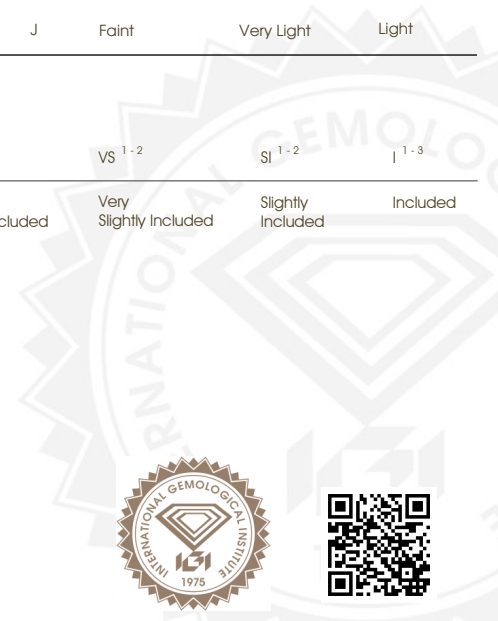 J Faint Very Light Light
VS 1 - 2 SI 1 - 2 I 1 - 3
Very Slightly Included
cluded Slightly Included Included
INTERNATIONAL GEMOLOGICAL INSTITUTE
IGI
1975